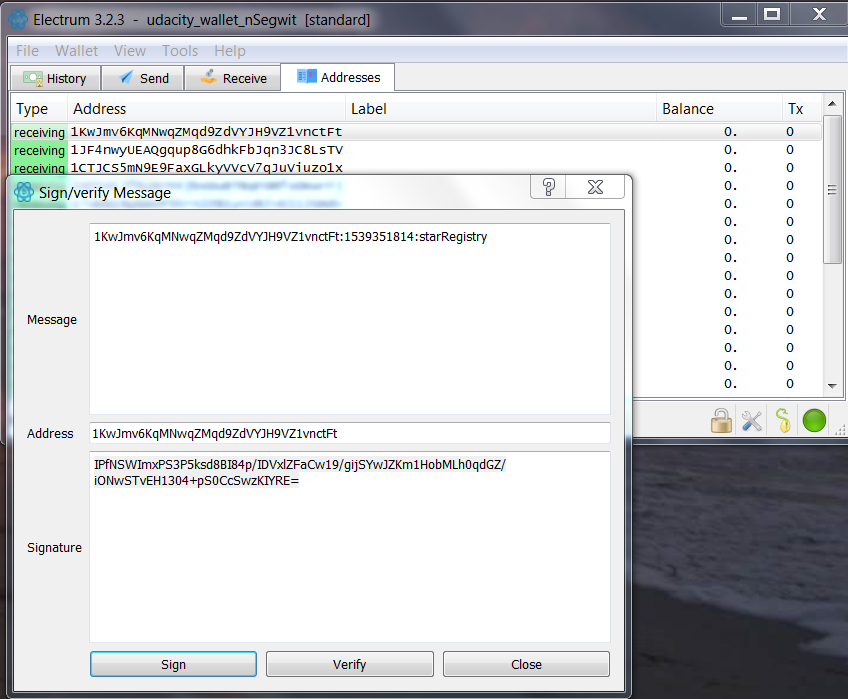 Electrum 3.2.3 - udacity_wallet_nSegwit [standard]
File Wallet View Tools Help
History Send Receive Addresses
Type Address Label Balance Tx
receiving 1KwJmv6KqMNwqZMqd9ZdVYJH9VZ1vnctFt 0. 0
receiving 1JF4nwyUEAQgqup8G6dhkFbJqn3JC8LsTV 0. 0
receiving 1CTJCS5mN9E9FaxGLkyVVcV7qJuViuzo1x 0. 0
0. 0
0. 0
0. 0
0. 0
0. 0
0. 0
0. 0
0. 0
0. 0
0. 0
0. 0
0. 0
Sign/verify Message
Message
1KwJmv6KqMNwqZMqd9ZdVYJH9VZ1vnctFt:1539351814:starRegistry
Address
1KwJmv6KqMNwqZMqd9ZdVYJH9VZ1vnctFt
Signature
IPfNSWImxPS3P5ksd8BI84p/IDVxlZFaCw19/gijSYwJZKm1HobMLh0qdGZ/
iONwSTvEH1304+pS0CcSwzKIYRE=
Sign Verify Close